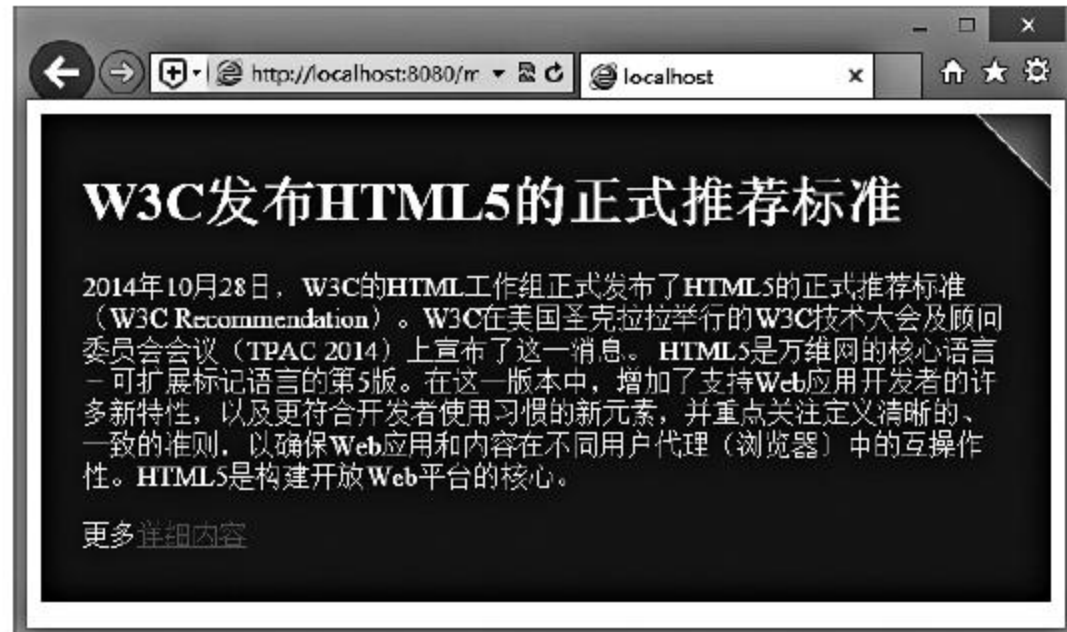 http://localhost:8080/m
localhost
W3C发布HTML5的正式推荐标准
2014年10月28日，W3C的HTML工作组正式发布了HTML5的正式推荐标准
（W3C Recommendation）。W3C在美国圣克拉拉举行的W3C技术大会及顾问
委员会会议（TPAC 2014）上宣布了这一消息。 HTML5是万维网的核心语言
－可扩展标记语言的第5版。在这一版本中，增加了支持Web应用开发者的许
多新特性，以及更符合开发者使用习惯的新元素，并重点关注定义清晰的、
一致的准则，以确保Web应用和内容在不同用户代理（浏览器）中的互操作
性。HTML5是构建开放Web平台的核心。
更多详细内容